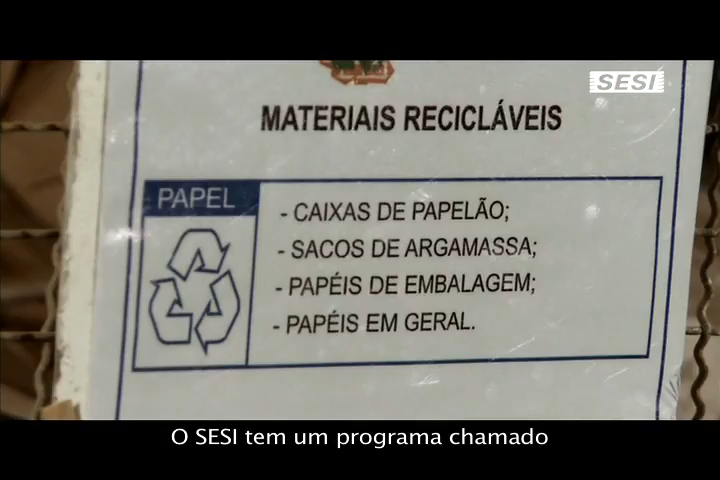 SESI
MATERIAIS RECICLÁVEIS
PAPEL
- CAIXAS DE PAPELÃO;
- SACOS DE ARGAMASSA;
- PAPÉIS DE EMBALAGEM;
- PAPÉIS EM GERAL.
O SESI tem um programa chamado